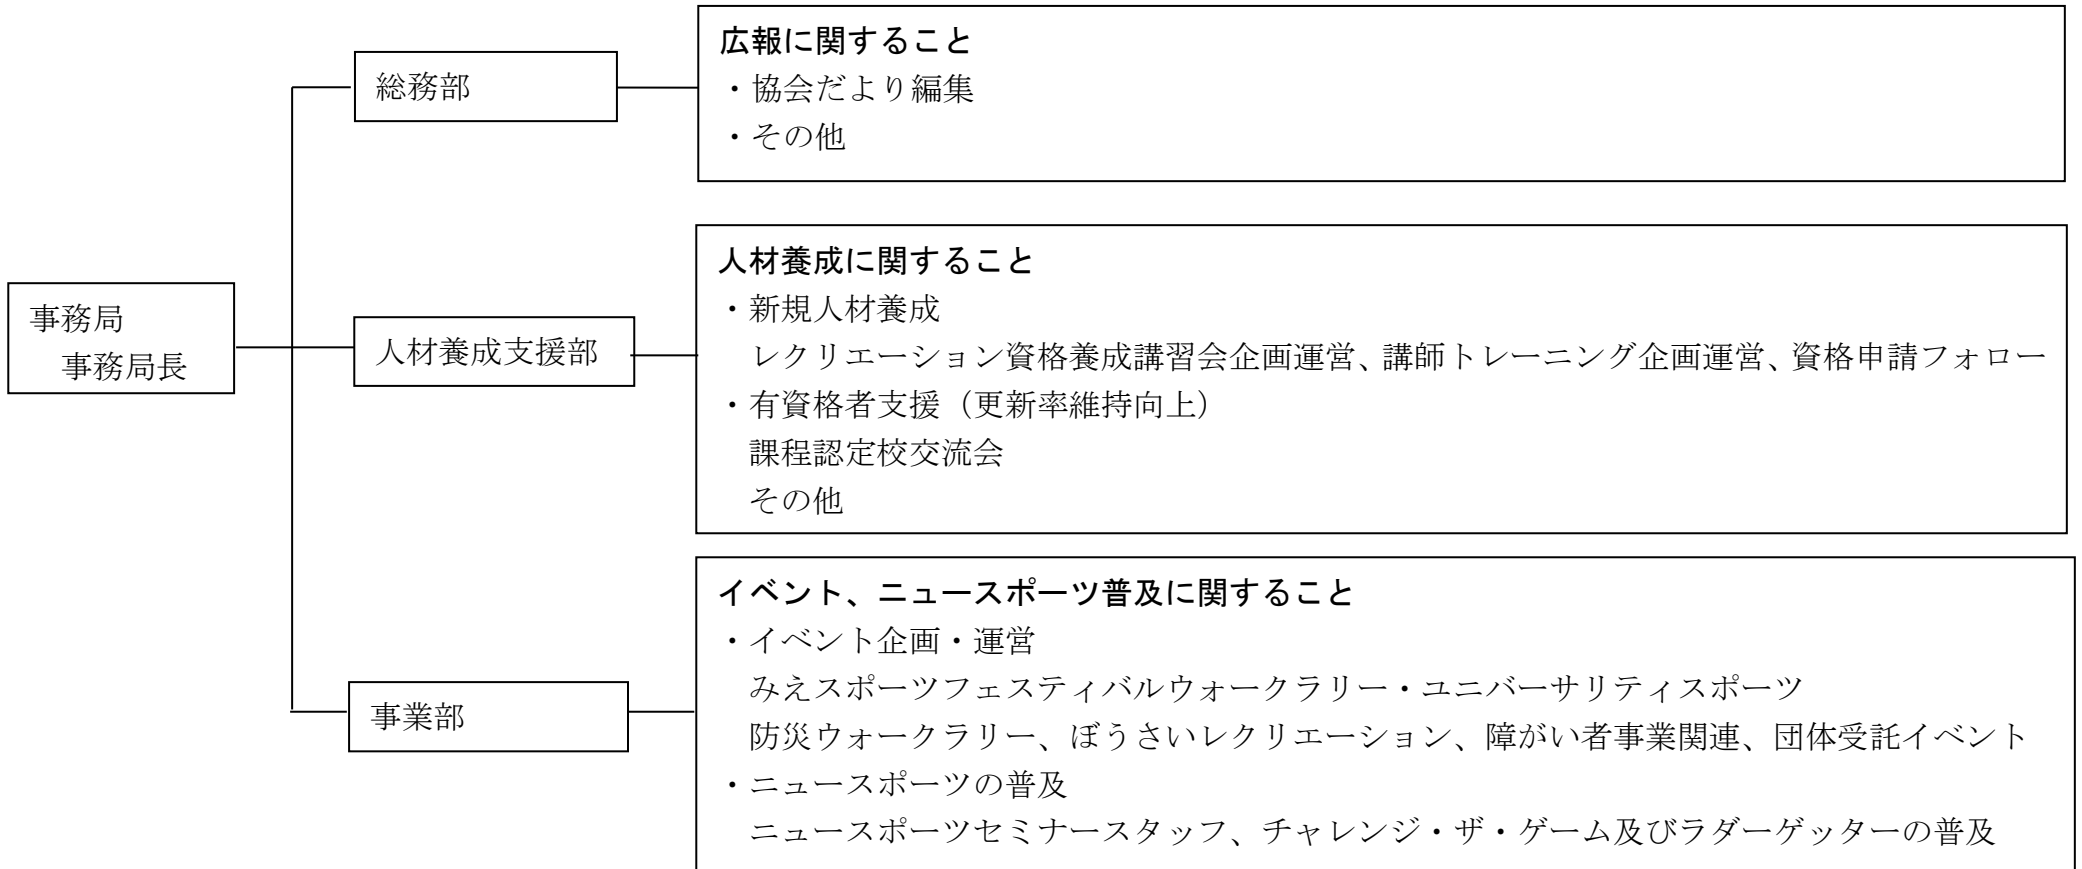 事務局
事務局長
総務部
広報に関すること
・協会だより編集
・その他
人材養成支援部
人材養成に関すること
・新規人材養成
レクリエーション資格養成講習会企画運営、講師トレーニング企画運営、資格申請フォロー
・有資格者支援（更新率維持向上）
課程認定校交流会
その他
事業部
イベント、ニュースポーツ普及に関すること
・イベント企画・運営
みえスポーツフェスティバルウォークラリー・ユニバーサリティスポーツ
防災ウォークラリー、ぼうさいレクリエーション、障がい者事業関連、団体受託イベント
・ニュースポーツの普及
ニュースポーツセミナースタッフ、チャレンジ・ザ・ゲーム及びラダーゲッターの普及